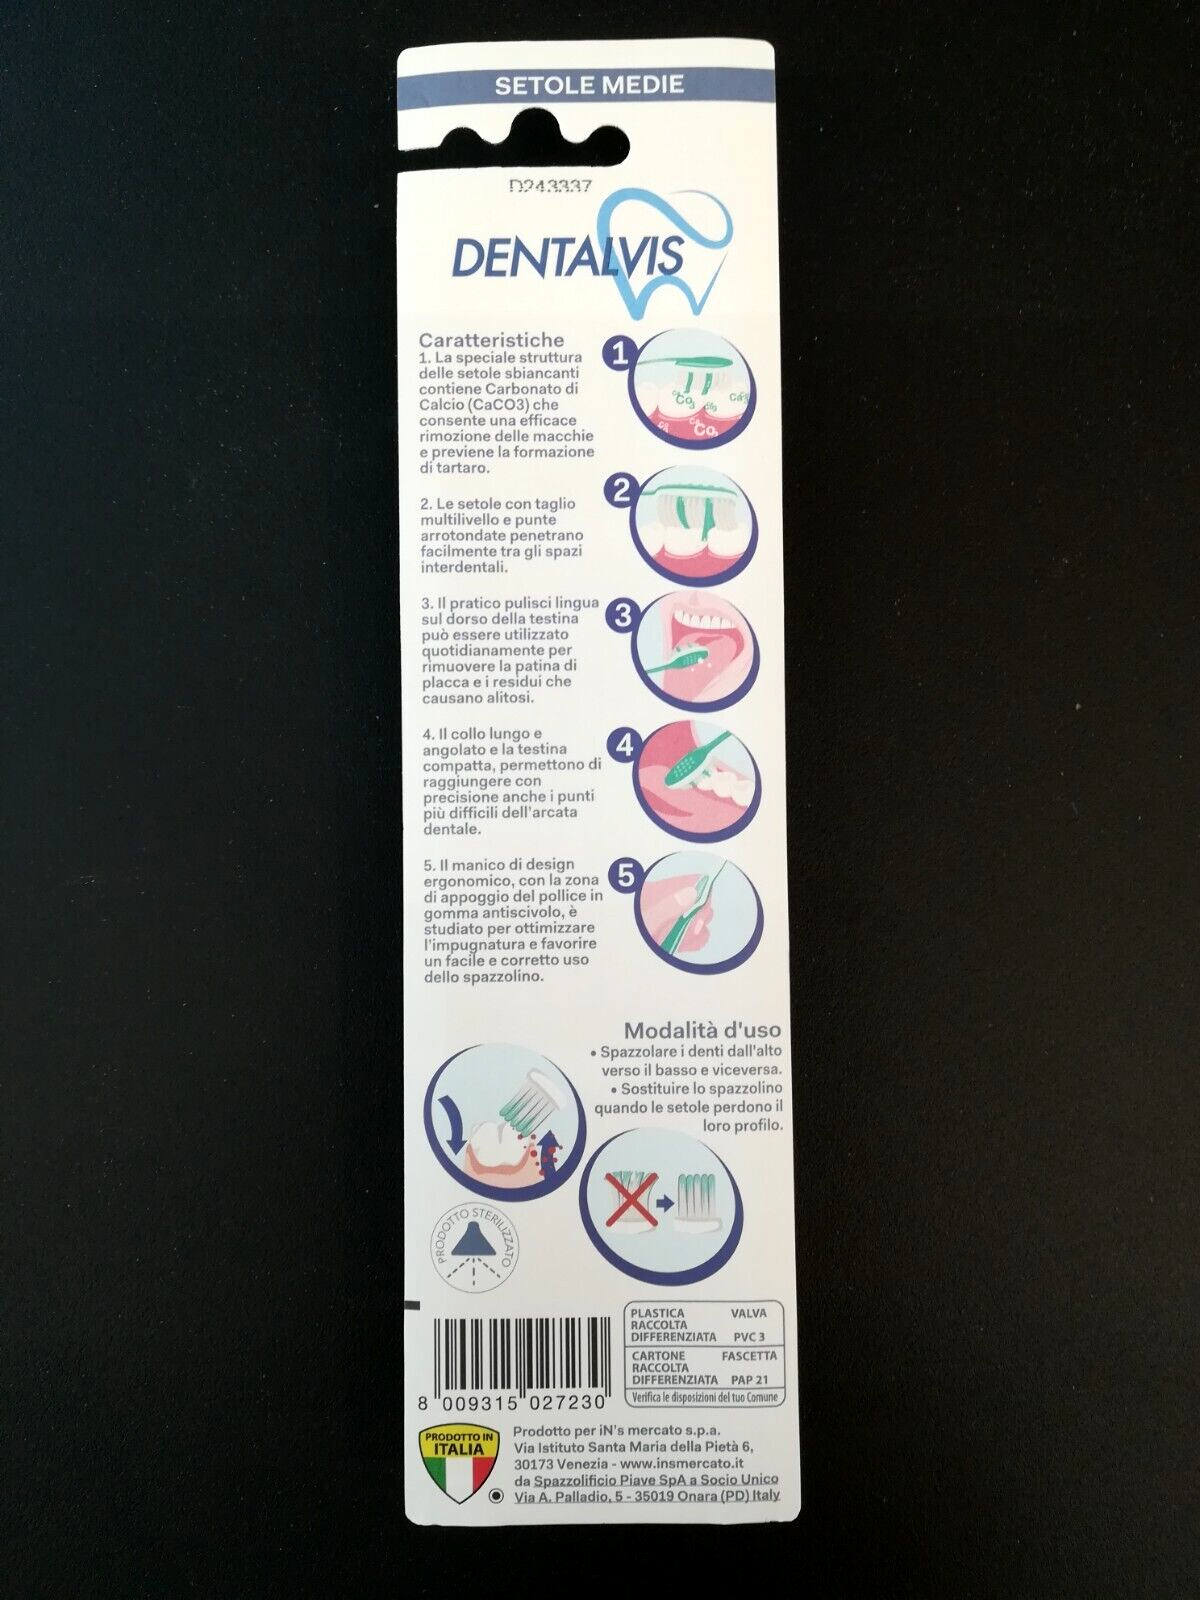 SETOLE MEDIE
D243337
DENTALVIS
Caratteristiche
1. La speciale struttura
delle setole sbiancanti
contiene Carbonato di
Calcio (CaCO3) che
consente una efficace
rimozione delle macchie
e previene la formazione
di tartaro.
1
2. Le setole con taglio
multilivello e punte
arrotondate penetrano
facilmente tra gli spazi
interdentali.
2
3. Il pratico pulisci lingua
sul dorso della testina
può essere utilizzato
quotidianamente per
rimuovere la patina di
placca e i residui che
causano alitosi.
3
4. Il collo lungo e
angolato e la testina
compatta, permettono di
raggiungere con
precisione anche i punti
più difficili dell'arcata
dentale.
4
5. Il manico di design
ergonomico, con la zona
di appoggio del pollice in
gomma antiscivolo, è
studiato per ottimizzare
l'impugnatura e favorire
un facile e corretto uso
dello spazzolino.
5
Modalità d'uso
• Spazzolare i denti dall'alto
verso il basso e viceversa.
• Sostituire lo spazzolino
quando le setole perdono il
loro profilo.
PRODOTTO STERILIZZATO
PLASTICA VALVA
RACCOLTA
DIFFERENZIATA PVC 3
CARTONE FASCETTA
RACCOLTA
DIFFERENZIATA PAP 21
Verifica le disposizioni del tuo Comune
8 009315 027230
PRODOTTO IN
ITALIA
Prodotto per iN's mercato s.p.a.
Via Istituto Santa Maria della Pietà 6,
30173 Venezia - www.insmercato.it
da Spazzolificio Piave SpA a Socio Unico
Via A. Palladio, 5 - 35019 Onara (PD) Italy